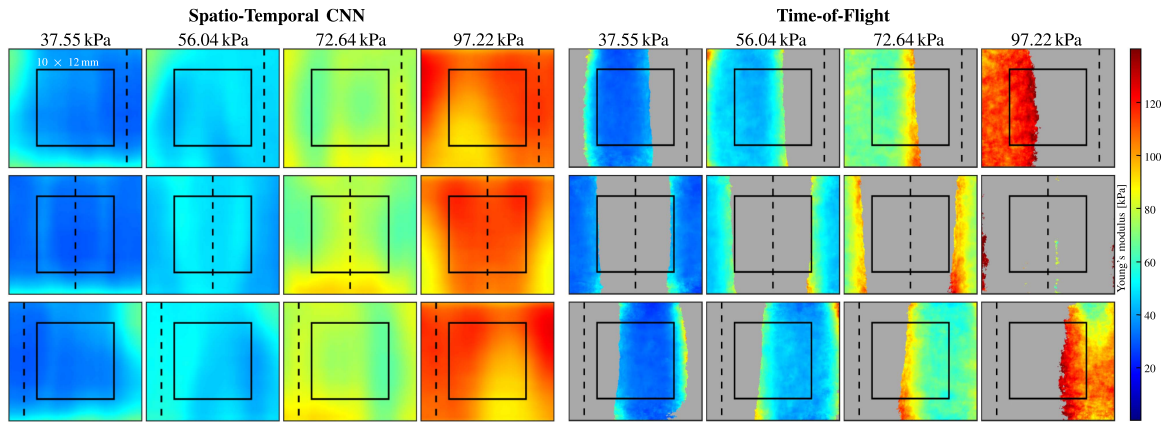 Spatio-Temporal CNN
Time-of-Flight
37.55 kPa 56.04 kPa 72.64 kPa 97.22 kPa
37.55 kPa 56.04 kPa 72.64 kPa 97.22 kPa
10 × 12 mm
120
100
80
60
40
20
Young's modulus [kPa]